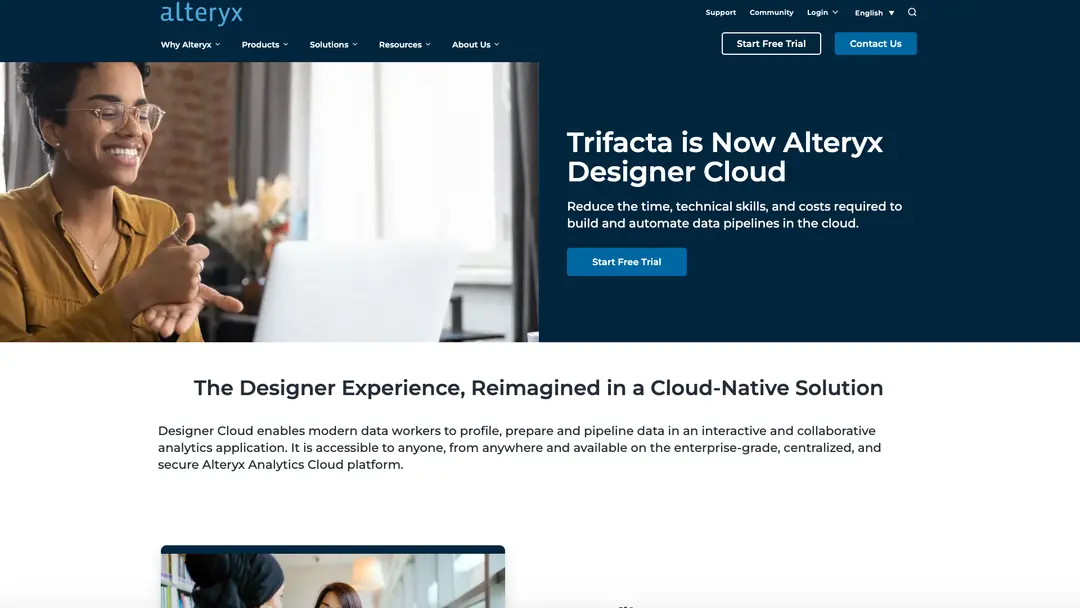 alteryx
Support Community Login English
Why Alteryx Products Solutions Resources About Us
Start Free Trial Contact Us
Trifacta is Now Alteryx
Designer Cloud
Reduce the time, technical skills, and costs required to
build and automate data pipelines in the cloud.
Start Free Trial
The Designer Experience, Reimagined in a Cloud-Native Solution
Designer Cloud enables modern data workers to profile, prepare and pipeline data in an interactive and collaborative
analytics application. It is accessible to anyone, from anywhere and available on the enterprise-grade, centralized, and
secure Alteryx Analytics Cloud platform.